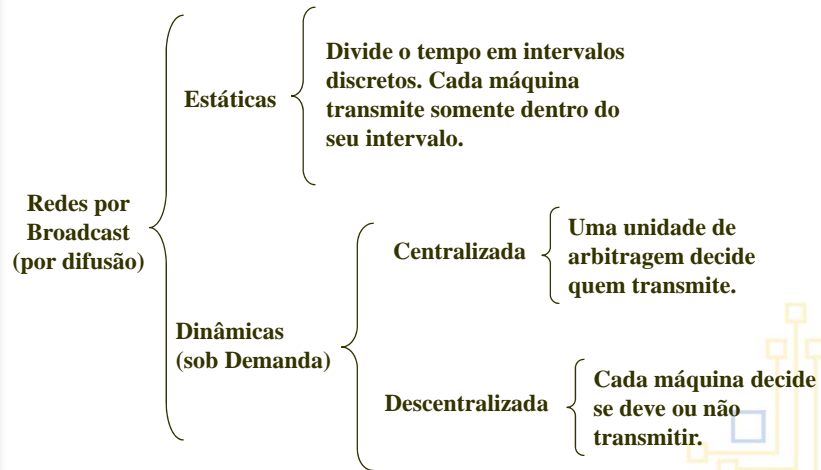 Redes por
Broadcast
(por difusão)
Estáticas
Divide o tempo em intervalos
discretos. Cada máquina
transmite somente dentro do
seu intervalo.
Dinâmicas
(sob Demanda)
Centralizada
Uma unidade de
arbitragem decide
quem transmite.
Descentralizada
Cada máquina decide
se deve ou não
transmitir.